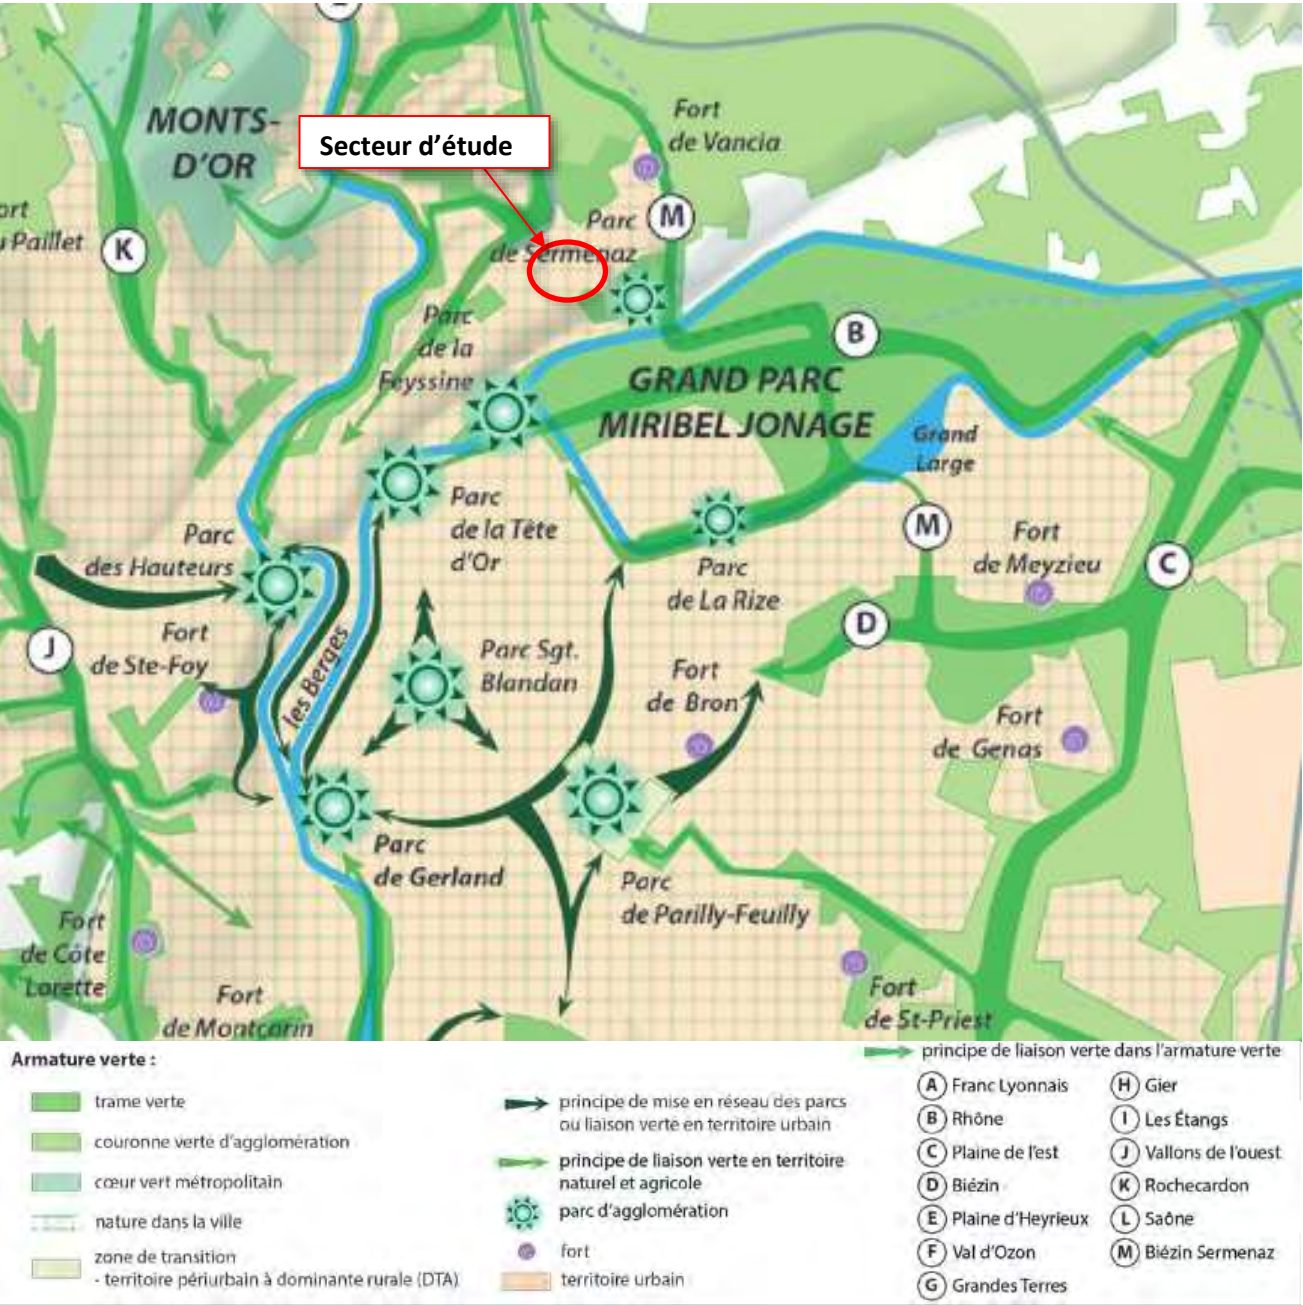 MONTS-
D'OR
Secteur d'étude
Fort
de Vancia
Parc
de Sermenaz
M
ort
u Paillet
K
Parc
de la
Feyssine
B
GRAND PARC
MIRIBEL JONAGE
Grand
Large
Parc
de la Tête
d'Or
Parc
des Hauteurs
M
Fort
de Meyzieu
C
Parc
de La Rize
D
J
Fort
de Ste-Foy
les Berges
Parc Sgt.
Blandan
Fort
de Bron
Fort
de Genas
Parc
de Gerland
Parc
de Parilly-Feuilly
Fort
de Côte
Lorette
Fort
de Montcorin
Fort
de St-Priest
Armature verte :
trame verte
couronne verte d'agglomération
cœur vert métropolitain
nature dans la ville
zone de transition
- territoire périurbain à dominante rurale (DTA)
principe de mise en réseau des parcs
ou liaison verte en territoire urbain
principe de liaison verte en territoire
naturel et agricole
parc d'agglomération
fort
territoire urbain
principe de liaison verte dans l'armature verte
A Franc Lyonnais
B Rhône
C Plaine de l'est
D Biézin
E Plaine d'Heyrieux
F Val d'Ozon
G Grandes Terres
H Gier
I Les Étangs
J Vallons de l'ouest
K Rochecardon
L Saône
M Biézin Sermenaz